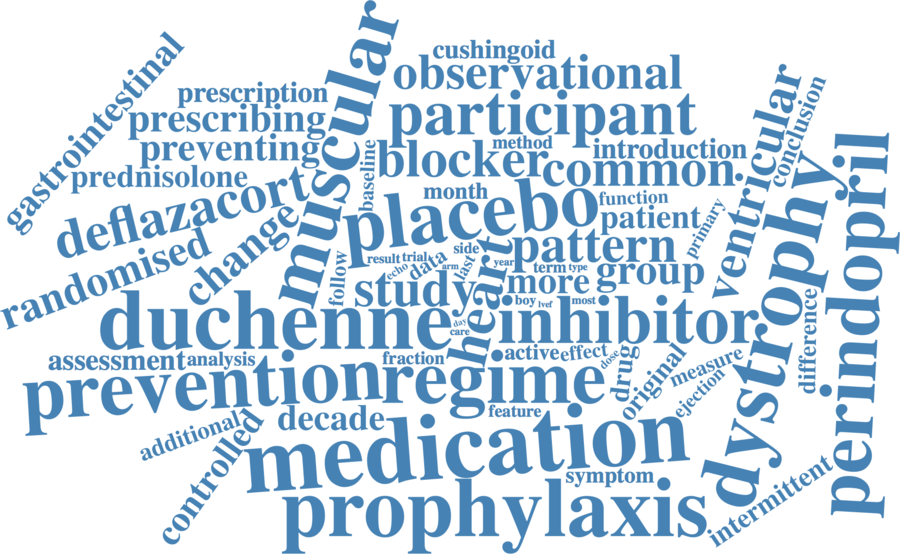 cushingoid
observational
gastrointestinal
prescription
participant
muscular
prescribing
ventricular
conclusion
preventing
method
introduction
blocker
common
baseline
prednisolone
month
function
deflazacort
placebo
patient
primary
perindopril
dystrophy
randomised
change
side
pattern
result
trial
data
echo
arm
last
year
term
type
more
group
follow
study
heart
boy
lvef
most
duchenne
day
care
inhibitor
difference
assessment
analysis
fraction
active
effect
dose
drug
measure
prevention
regime
original
ejection
feature
decade
additional
controlled
medication
symptom
intermittent
prophylaxis